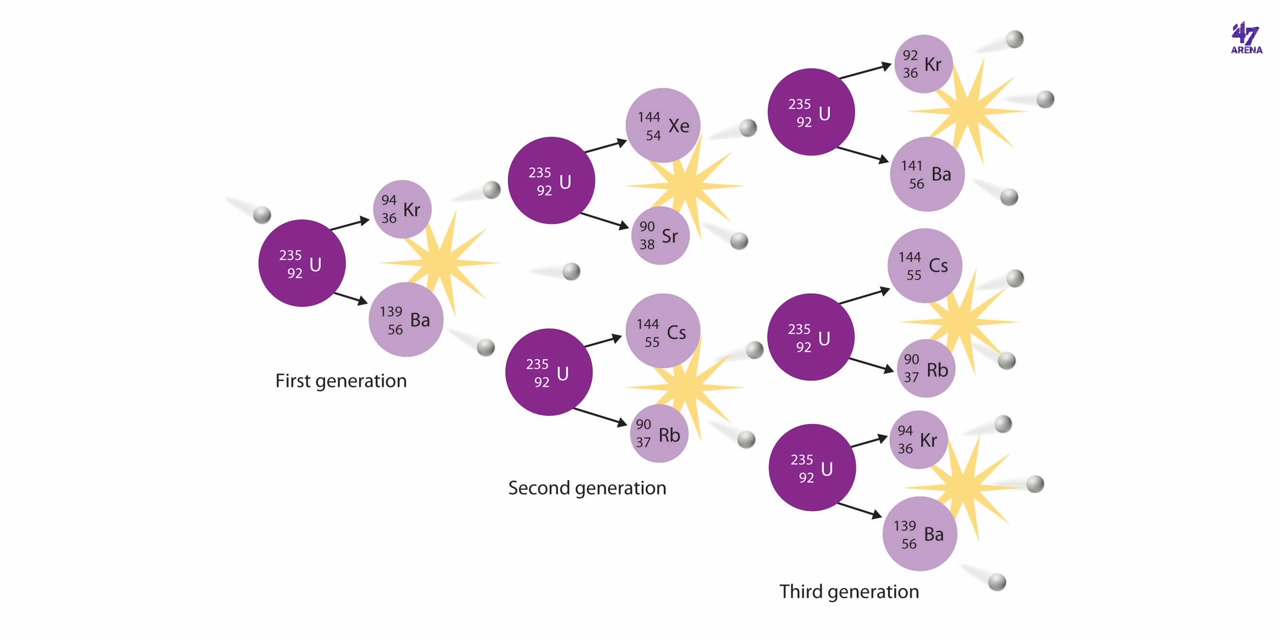 47
ARENA
235
92 U
94
36 Kr
139
56 Ba
First generation
235
92 U
144
54 Xe
90
38 Sr
235
92 U
144
55 Cs
90
37 Rb
Second generation
235
92 U
92
36 Kr
141
56 Ba
235
92 U
144
55 Cs
90
37 Rb
235
92 U
94
36 Kr
139
56 Ba
Third generation